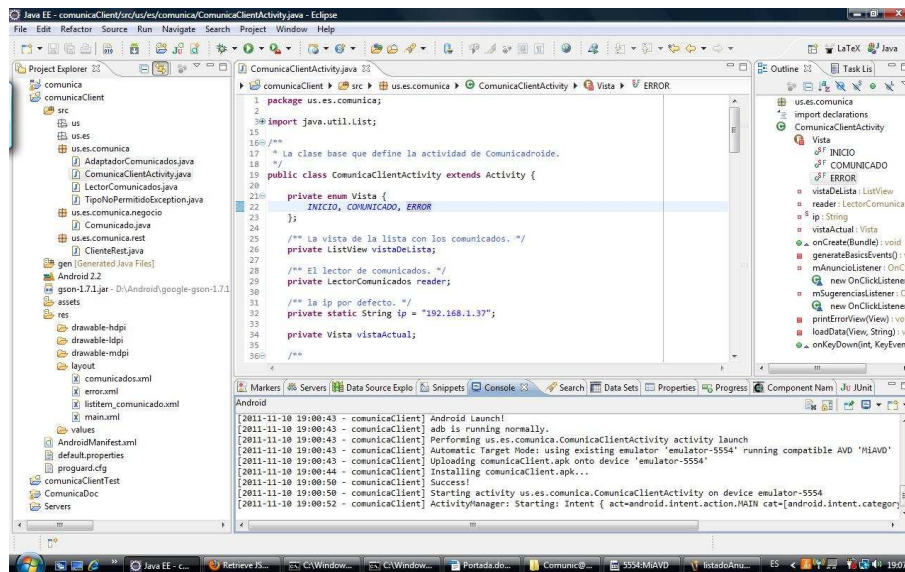 Java EE - comunicaClient/src/us/es/comunica/ComunicaClientActivity.java - Eclipse
File Edit Refactor Source Run Navigate Search Project Window Help
LaTeX Java
Project Explorer
comunica
comunicaClient
src
us
us.es
us.es.comunica
AdaptadorComunicados.java
ComunicaClientActivity.java
LectorComunicados.java
TipoNoPermitidoException.java
us.es.comunica.negocio
Comunicado.java
us.es.comunica.rest
ClienteRest.java
gen [Generated Java Files]
Android 2.2
gson-1.7.1.jar - D:\Android\google-gson-1.7.1
assets
res
drawable-hdpi
drawable-ldpi
drawable-mdpi
layout
comunicados.xml
error.xml
listitem_comunicado.xml
main.xml
values
AndroidManifest.xml
default.properties
proguard.cfg
comunicaClientTest
ComunicaDoc
Servers
ComunicaClientActivity.java
comunicaClient src us.es.comunica ComunicaClientActivity Vista ERROR
1 package us.es.comunica;
2
3 import java.util.List;
15
16 /**
17 * La clase base que define la actividad de Comunicadroide.
18 */
19 public class ComunicaClientActivity extends Activity {
20
21 private enum Vista {
22 INICIO, COMUNICADO, ERROR
23 };
24
25 /** La vista de la lista con los comunicados. */
26 private ListView vistaDeLista;
27
28 /** El lector de comunicados. */
29 private LectorComunicados reader;
30
31 /** la ip por defecto. */
32 private static String ip = "192.168.1.37";
33
34 private Vista vistaActual;
35
36 /**
Outline Task Lis
us.es.comunica
import declarations
ComunicaClientActivity
Vista
INICIO
COMUNICADO
ERROR
vistaDeLista : ListView
reader : LectorComunica
ip : String
vistaActual : Vista
onCreate(Bundle) : void
generateBasicsEvents() :
mAnuncioListener : OnC
new OnClickListene
mSugerenciasListener : C
new OnClickListene
printErrorView(View) : vo
loadData(View, String) : v
onKeyDown(int, KeyEven
Markers Servers Data Source Explo Snippets Console Search Data Sets Properties Progress Component Nam JUnit
Android
[2011-11-10 19:00:43 - comunicaClient] Android Launch!
[2011-11-10 19:00:43 - comunicaClient] adb is running normally.
[2011-11-10 19:00:43 - comunicaClient] Performing us.es.comunica.ComunicaClientActivity activity launch
[2011-11-10 19:00:43 - comunicaClient] Automatic Target Mode: using existing emulator 'emulator-5554' running compatible AVD 'MiAVD'
[2011-11-10 19:00:43 - comunicaClient] Uploading comunicaClient.apk onto device 'emulator-5554'
[2011-11-10 19:00:44 - comunicaClient] Installing comunicaClient.apk...
[2011-11-10 19:00:50 - comunicaClient] Success!
[2011-11-10 19:00:50 - comunicaClient] Starting activity us.es.comunica.ComunicaClientActivity on device emulator-5554
[2011-11-10 19:00:52 - comunicaClient] ActivityManager: Starting: Intent { act=android.intent.action.MAIN cat=[android.intent.category
Java EE - c... Retrieve JS... C:\Window... C:\Window... Portada.do... Comunic@... 5554:MiAVD listadoAnu... ES 19:07